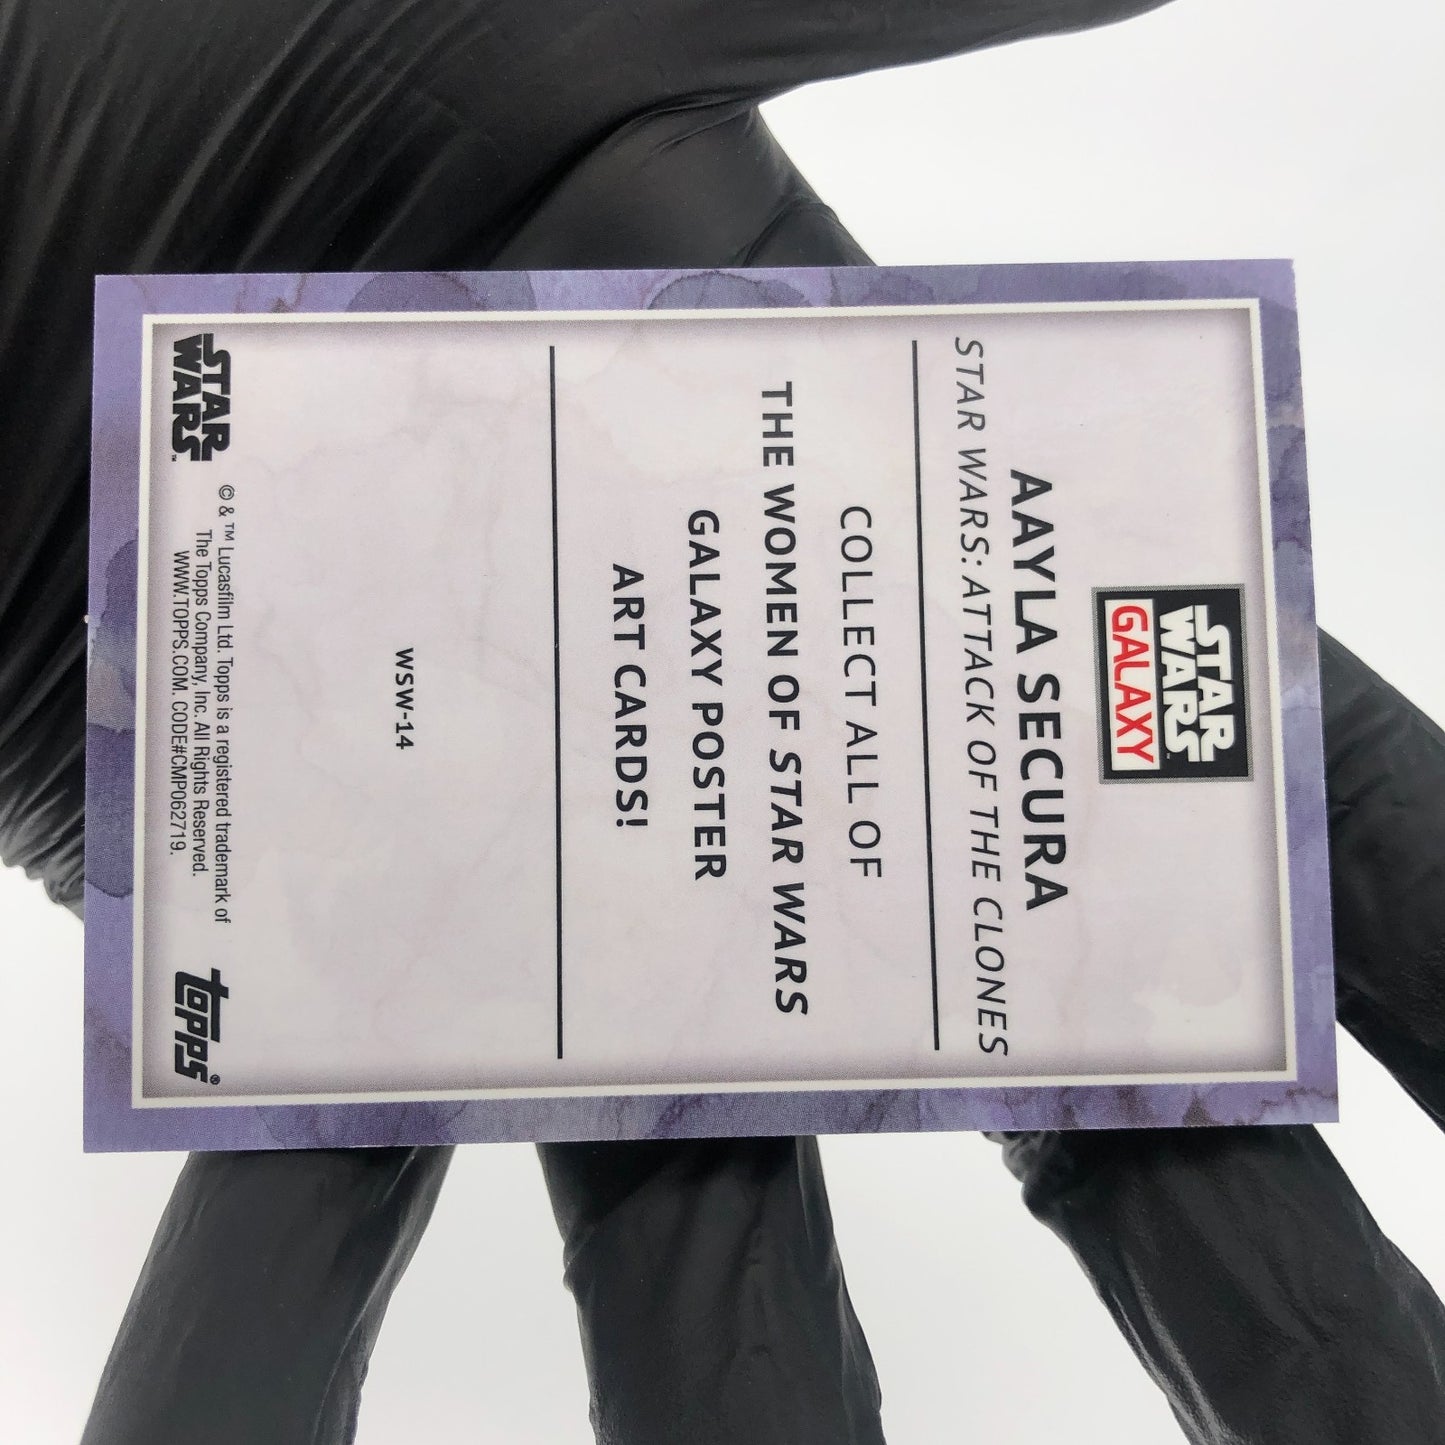 STAR
WARS
GALAXY
AAYLA SECURA
STAR WARS: ATTACK OF THE CLONES
COLLECT ALL OF
THE WOMEN OF STAR WARS
GALAXY POSTER
ART CARDS!
WSW-14
STAR
WARS™
© & ™ Lucasfilm Ltd. Topps is a registered trademark of
The Topps Company, Inc. All Rights Reserved.
WWW.TOPPS.COM. CODE#CMP062719.
topps®